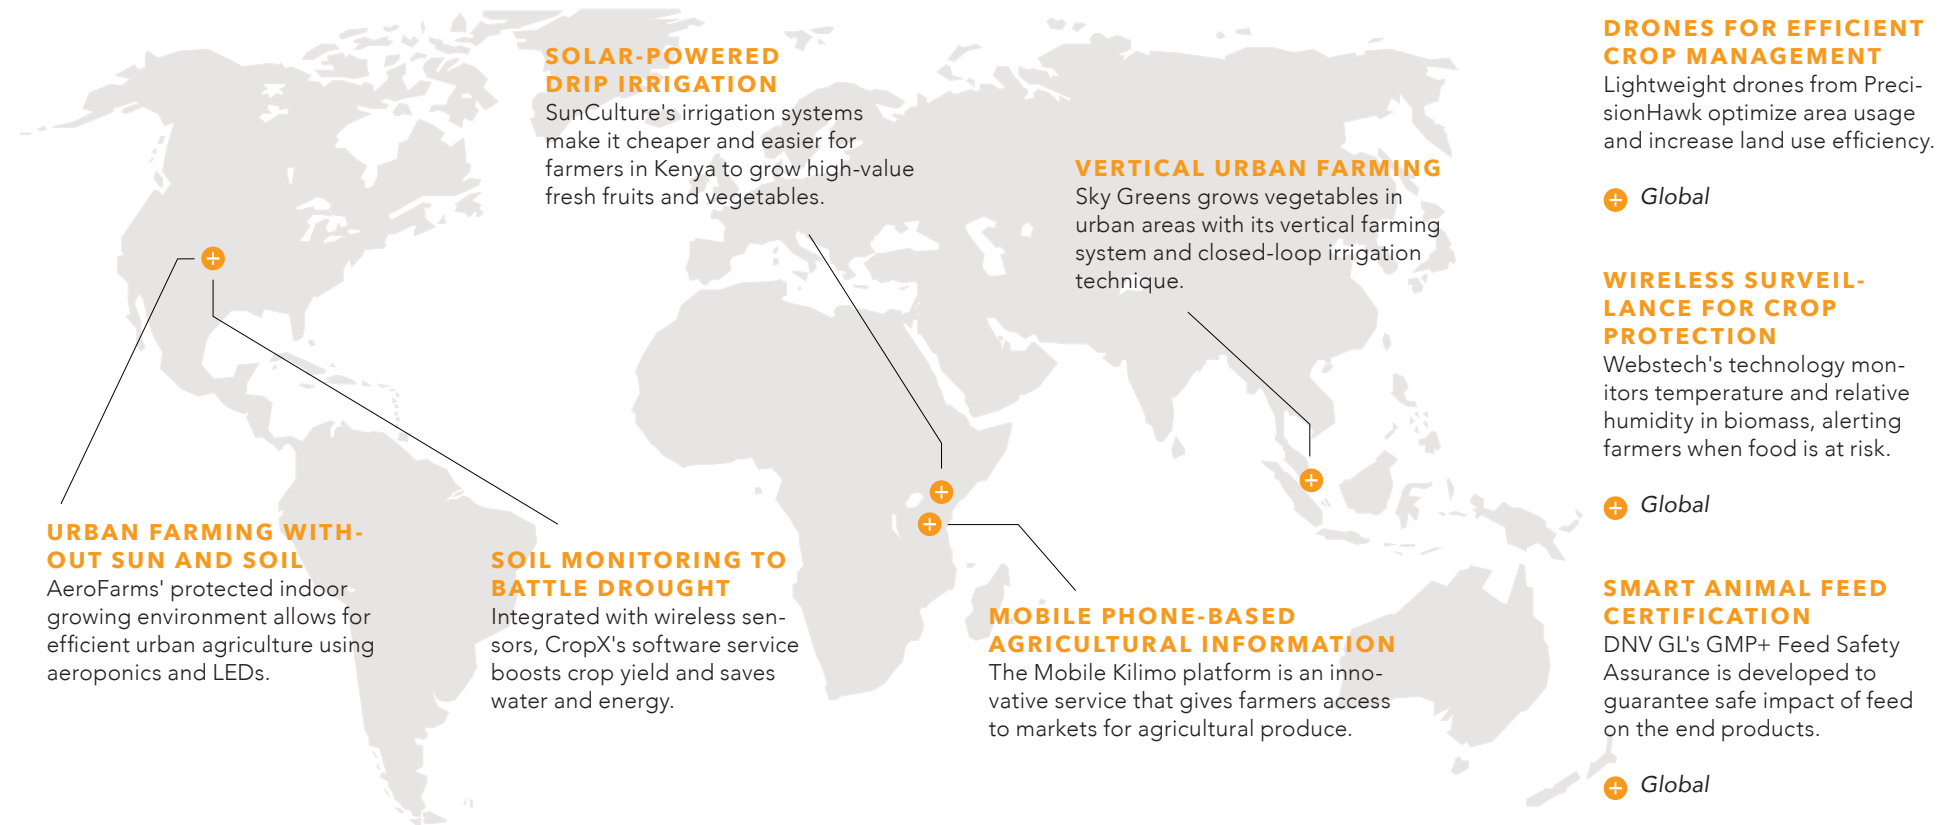 SOLAR-POWERED
DRIP IRRIGATION
SunCulture's irrigation systems
make it cheaper and easier for
farmers in Kenya to grow high-value
fresh fruits and vegetables.
VERTICAL URBAN FARMING
Sky Greens grows vegetables in
urban areas with its vertical farming
system and closed-loop irrigation
technique.
URBAN FARMING WITH-
OUT SUN AND SOIL
AeroFarms' protected indoor
growing environment allows for
efficient urban agriculture using
aeroponics and LEDs.
SOIL MONITORING TO
BATTLE DROUGHT
Integrated with wireless sen-
sors, CropX's software service
boosts crop yield and saves
water and energy.
MOBILE PHONE-BASED
AGRICULTURAL INFORMATION
The Mobile Kilimo platform is an inno-
vative service that gives farmers access
to markets for agricultural produce.
DRONES FOR EFFICIENT
CROP MANAGEMENT
Lightweight drones from Preci-
sionHawk optimize area usage
and increase land use efficiency.
Global
WIRELESS SURVEIL-
LANCE FOR CROP
PROTECTION
Webstech's technology mon-
itors temperature and relative
humidity in biomass, alerting
farmers when food is at risk.
Global
SMART ANIMAL FEED
CERTIFICATION
DNV GL's GMP+ Feed Safety
Assurance is developed to
guarantee safe impact of feed
on the end products.
Global